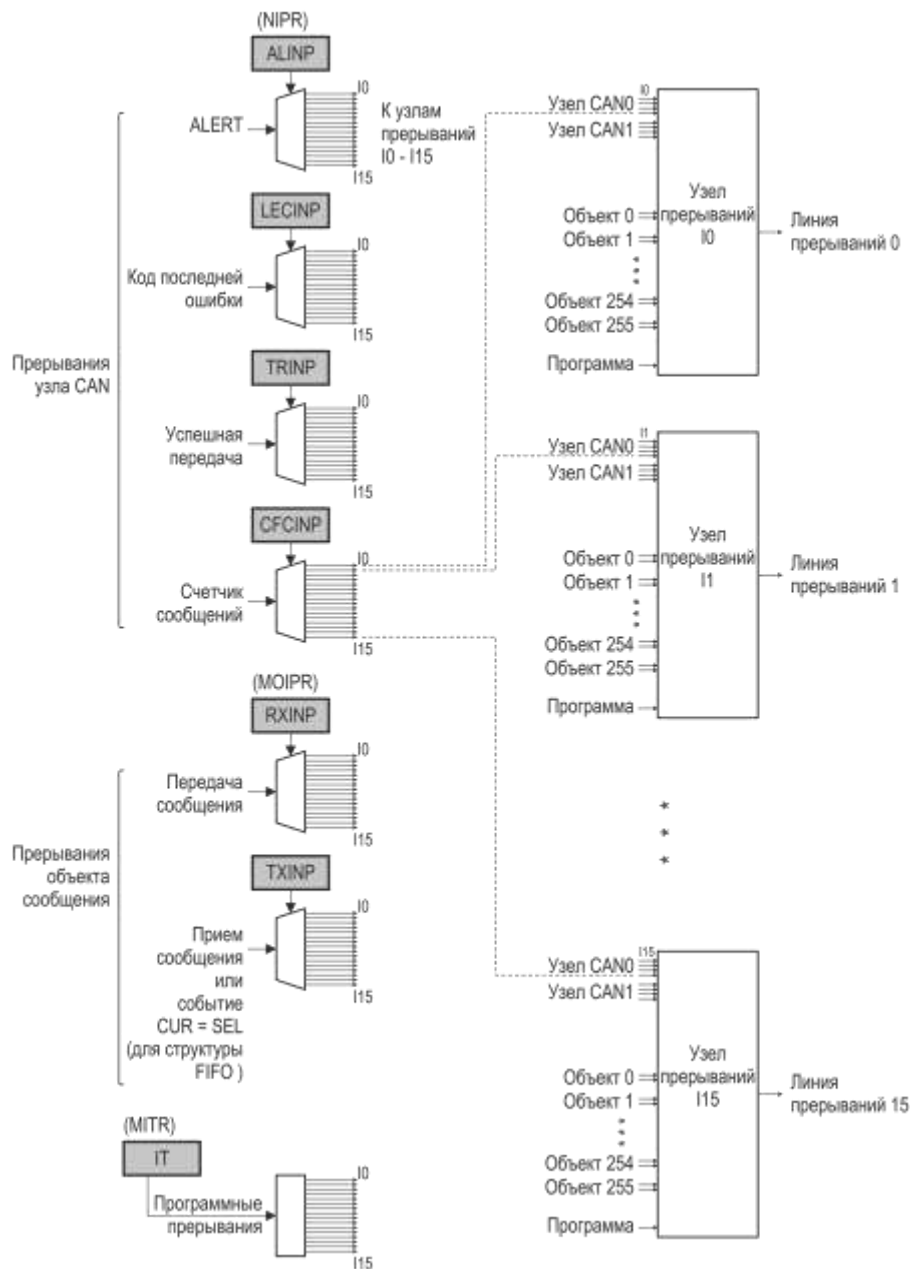 (NIPR)
ALINP
ALERT
I0
I15
К узлам
прерываний
I0 - I15
LECINP
Код последней
ошибки
I0
I15
Прерывания
узла CAN
TRINP
Успешная
передача
I0
I15
CFCINP
Счетчик
сообщений
I0
I15
(MOIPR)
RXINP
Передача
сообщения
I0
I15
Прерывания
объекта
сообщения
TXINP
Прием
сообщения
или
событие
CUR = SEL
(для структуры
FIFO )
I0
I15
(MITR)
IT
Программные
прерывания
I0
I15
I0
Узел CAN0
Узел CAN1
Объект 0
Объект 1
* * *
Объект 254
Объект 255
Программа
Узел
прерываний
I0
Линия
прерываний 0
I1
Узел CAN0
Узел CAN1
Объект 0
Объект 1
* * *
Объект 254
Объект 255
Программа
Узел
прерываний
I1
Линия
прерываний 1
* * *
I15
Узел CAN0
Узел CAN1
Объект 0
Объект 1
* * *
Объект 254
Объект 255
Программа
Узел
прерываний
I15
Линия
прерываний 15